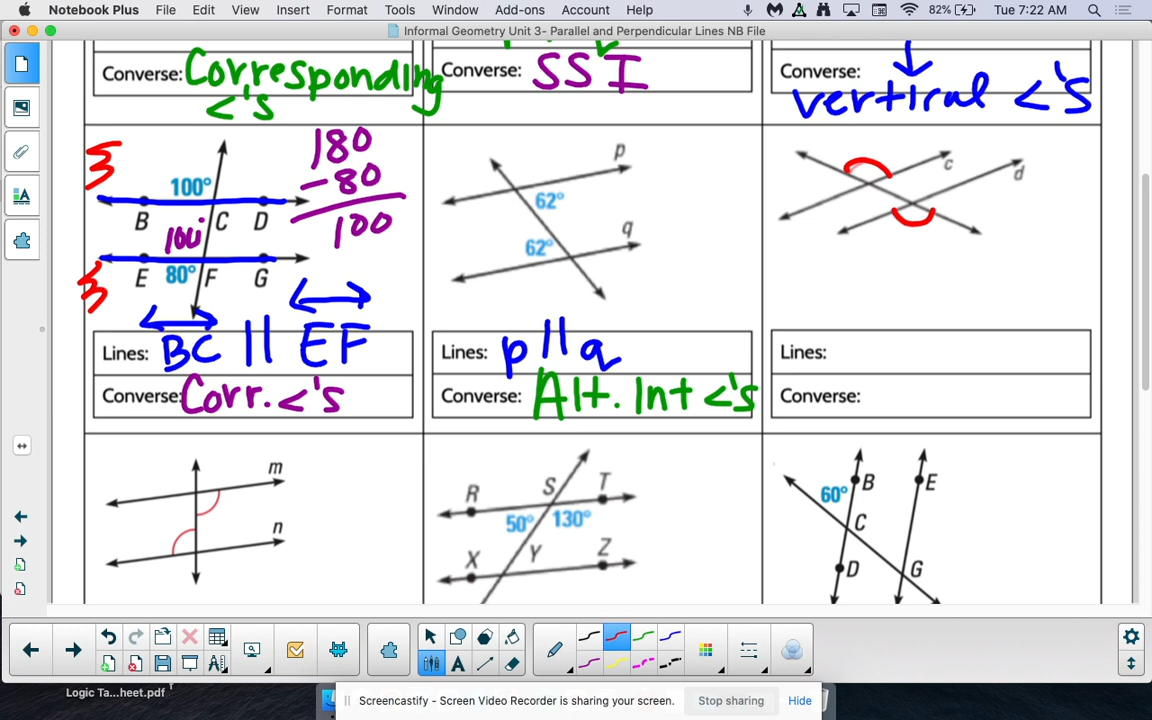 Notebook Plus File Edit View Insert Format Tools Window Add-ons Account Help 82% Tue 7:22 AM
Informal Geometry Unit 3- Parallel and Perpendicular Lines NB File
Converse: Corresponding <'s
Converse: SSI
Converse: vertiral <'s
180
- 80
100
100°
B C D
100
E 80° F G
Lines: BC || EF
Converse: Corr. <'s
p
62°
q
62°
Lines: p || q
Converse: Alt. Int <'s
c
d
Lines:
Converse:
m
n
R S T
50° 130°
X Y Z
60° B E
C
D G
A
Logic Ta...heet.pdf
Screencastify - Screen Video Recorder is sharing your screen. Stop sharing Hide